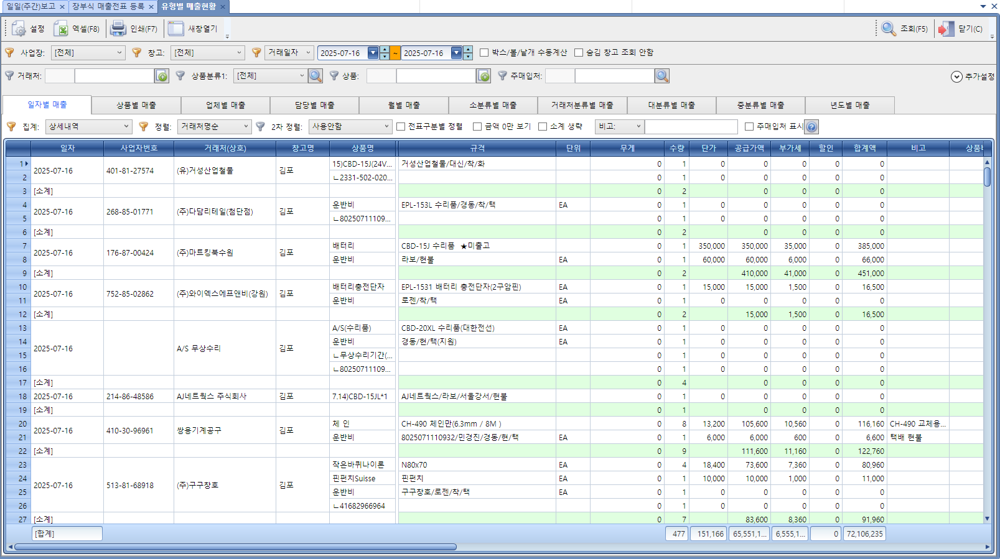 일일(주간)보고 × 장부식 매출전표 등록 × 유형별 매출현황 ×
설정 엑셀(F8) 인쇄(F7) 새창열기 조회(F5) 닫기(C)
사업장: [전체] 창고: [전체] 거래일자 2025-07-16 ~ 2025-07-16 박스/볼/낱개 수동계산 숨김 창고 조회 안함
거래처: 상품분류1: [전체] 상품: 주매입처: 추가설정
일자별 매출 상품별 매출 업체별 매출 담당별 매출 월별 매출 소분류별 매출 거래처분류별 매출 대분류별 매출 중분류별 매출 년도별 매출
집계: 상세내역 정렬: 거래처명순 2차 정렬: 사용안함 전표구분별 정렬 금액 0만 보기 소계 생략 비고: 주매입처 표시
일자 사업자번호 거래처(상호) 창고명 상품명 규격 단위 무게 수량 단가 공급가액 부가세 할인 합계액 비고
1 2025-07-16 401-81-27574 (유)거성산업철물 김포 15)CBD-15J(24V... 거성산업철물/대신/착/화 0 1 0 0 0 0 0
2 ㄴ2331-502-020... 0 1 0 0 0 0 0
3 [소계] 0 2 0 0 0 0
4 2025-07-16 268-85-01771 (주)다담리테일(첨단점) 김포 운반비 EPL-153L 수리품/경동/착/택 EA 0 1 0 0 0 0 0
5 ㄴ80250711109... 0 1 0 0 0 0 0
6 [소계] 0 2 0 0 0 0
7 2025-07-16 176-87-00424 (주)마트킹북수원 김포 배터리 CBD-15J 수리품 ★미출고 0 1 350,000 350,000 35,000 0 385,000
8 운반비 라보/현불 EA 0 1 60,000 60,000 6,000 0 66,000
9 [소계] 0 2 410,000 41,000 0 451,000
10 2025-07-16 752-85-02862 (주)와이엑스에프앤비(강원) 김포 배터리충전단자 EPL-1531 배터리 충전단자(2구암핀) EA 0 1 15,000 15,000 1,500 0 16,500
11 운반비 로젠/착/택 EA 0 1 0 0 0 0 0
12 [소계] 0 2 15,000 1,500 0 16,500
13 2025-07-16 A/S 무상수리 김포 A/S(수리품) CBD-20XL 수리품(대한전선) EA 0 1 0 0 0 0 0
14 운반비 경동/현/택(지원) EA 0 1 0 0 0 0 0
15 ㄴ무상수리기간(... 0 1 0 0 0 0 0
16 ㄴ80250711109... 0 1 0 0 0 0 0
17 [소계] 0 4 0 0 0 0
18 2025-07-16 214-86-48586 AJ네트웍스 주식회사 김포 7.14)CBD-15JL*1 AJ네트웍스/라보/서울강서/현불 0 1 0 0 0 0 0
19 [소계] 0 1 0 0 0 0
20 2025-07-16 410-30-96961 쌍용기계공구 김포 체 인 CH-490 체인만(6.3mm / 8M ) 0 8 13,200 105,600 10,560 0 116,160 CH-490 교체용...
21 운반비 8025071110932/민경진/경동/현/택 EA 0 1 6,000 6,000 600 0 6,600 택배 현불
22 [소계] 0 9 111,600 11,160 0 122,760
23 2025-07-16 513-81-68918 (주)구구창호 김포 작은바퀴나이론 N80x70 EA 0 4 18,400 73,600 7,360 0 80,960
24 핀펀치Suisse 핀펀치 EA 0 1 10,000 10,000 1,000 0 11,000
25 운반비 구구창호/로젠/착/택 EA 0 1 0 0 0 0 0
26 ㄴ41682966964 0 1 0 0 0 0 0
27 [소계] 0 7 83,600 8,360 0 91,960
[합계] 477 151,166 65,551,1... 6,555,1... 0 72,106,235